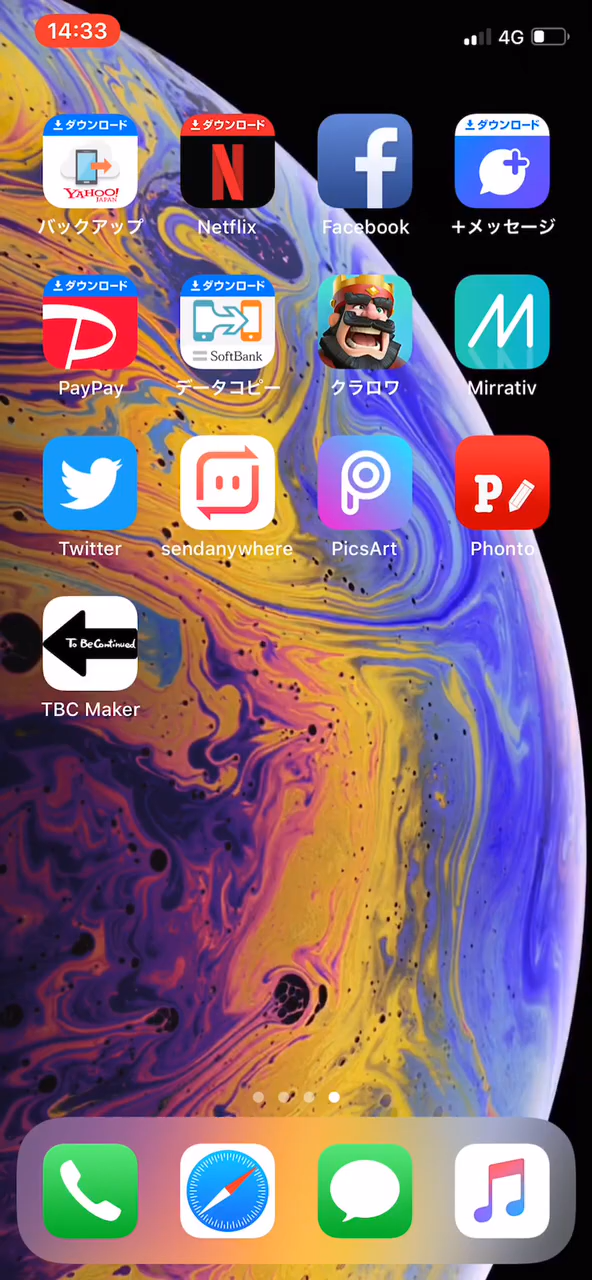 14:33
4G
ダウンロード
ダウンロード
ダウンロード
YAHOO!
JAPAN
N
f
バックアップ
Netflix
Facebook
+メッセージ
ダウンロード
ダウンロード
P
SoftBank
M
PayPay
データコピー
クラロワ
Mirrativ
P
Twitter
sendanywhere
PicsArt
Phonto
To Be Continued
TBC Maker